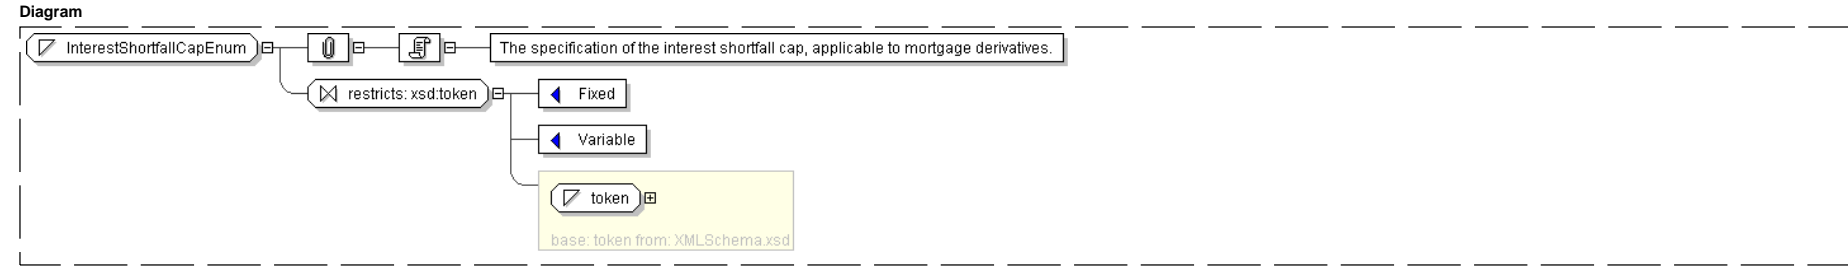 Diagram
InterestShortfallCapEnum
The specification of the interest shortfall cap, applicable to mortgage derivatives.
restricts: xsd:token
Fixed
Variable
token
base: token from: XMLSchema.xsd